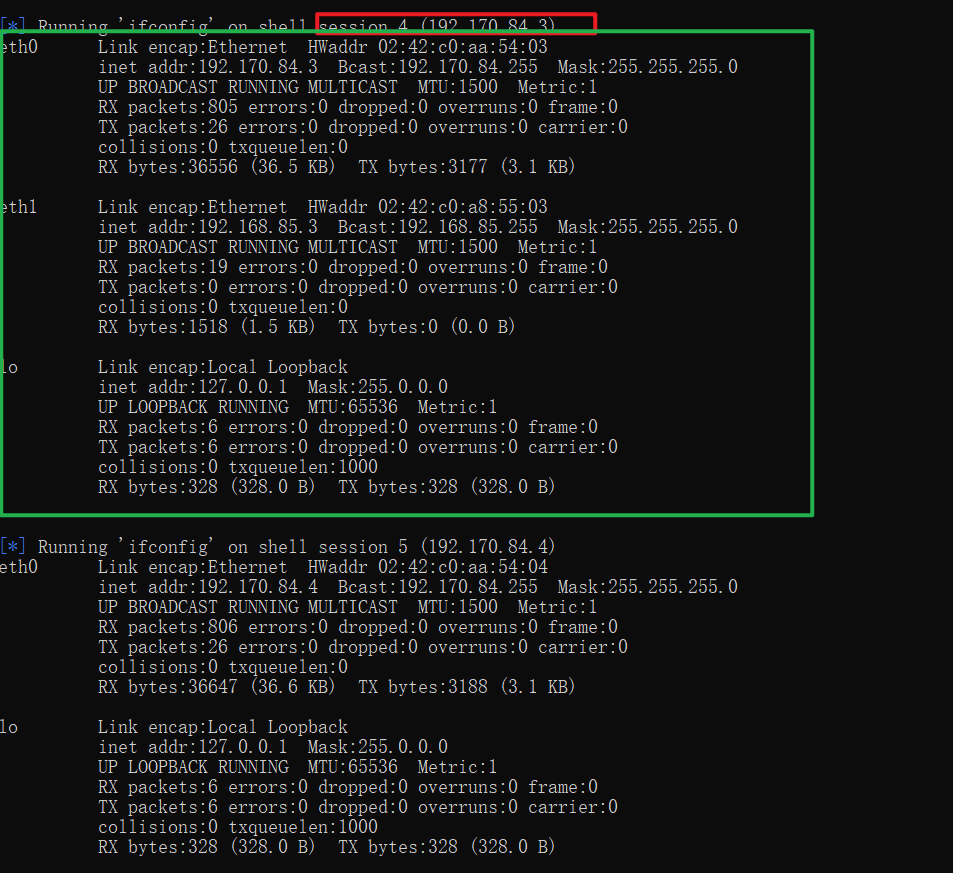 [*] Running 'ifconfig' on shell session 4 (192.170.84.3)
eth0      Link encap:Ethernet  HWaddr 02:42:c0:aa:54:03
          inet addr:192.170.84.3  Bcast:192.170.84.255  Mask:255.255.255.0
          UP BROADCAST RUNNING MULTICAST  MTU:1500  Metric:1
          RX packets:805 errors:0 dropped:0 overruns:0 frame:0
          TX packets:26 errors:0 dropped:0 overruns:0 carrier:0
          collisions:0 txqueuelen:0
          RX bytes:36556 (36.5 KB)  TX bytes:3177 (3.1 KB)

eth1      Link encap:Ethernet  HWaddr 02:42:c0:a8:55:03
          inet addr:192.168.85.3  Bcast:192.168.85.255  Mask:255.255.255.0
          UP BROADCAST RUNNING MULTICAST  MTU:1500  Metric:1
          RX packets:19 errors:0 dropped:0 overruns:0 frame:0
          TX packets:0 errors:0 dropped:0 overruns:0 carrier:0
          collisions:0 txqueuelen:0
          RX bytes:1518 (1.5 KB)  TX bytes:0 (0.0 B)

lo        Link encap:Local Loopback
          inet addr:127.0.0.1  Mask:255.0.0.0
          UP LOOPBACK RUNNING  MTU:65536  Metric:1
          RX packets:6 errors:0 dropped:0 overruns:0 frame:0
          TX packets:6 errors:0 dropped:0 overruns:0 carrier:0
          collisions:0 txqueuelen:1000
          RX bytes:328 (328.0 B)  TX bytes:328 (328.0 B)

[*] Running 'ifconfig' on shell session 5 (192.170.84.4)
eth0      Link encap:Ethernet  HWaddr 02:42:c0:aa:54:04
          inet addr:192.170.84.4  Bcast:192.170.84.255  Mask:255.255.255.0
          UP BROADCAST RUNNING MULTICAST  MTU:1500  Metric:1
          RX packets:806 errors:0 dropped:0 overruns:0 frame:0
          TX packets:26 errors:0 dropped:0 overruns:0 carrier:0
          collisions:0 txqueuelen:0
          RX bytes:36647 (36.6 KB)  TX bytes:3188 (3.1 KB)

lo        Link encap:Local Loopback
          inet addr:127.0.0.1  Mask:255.0.0.0
          UP LOOPBACK RUNNING  MTU:65536  Metric:1
          RX packets:6 errors:0 dropped:0 overruns:0 frame:0
          TX packets:6 errors:0 dropped:0 overruns:0 carrier:0
          collisions:0 txqueuelen:1000
          RX bytes:328 (328.0 B)  TX bytes:328 (328.0 B)